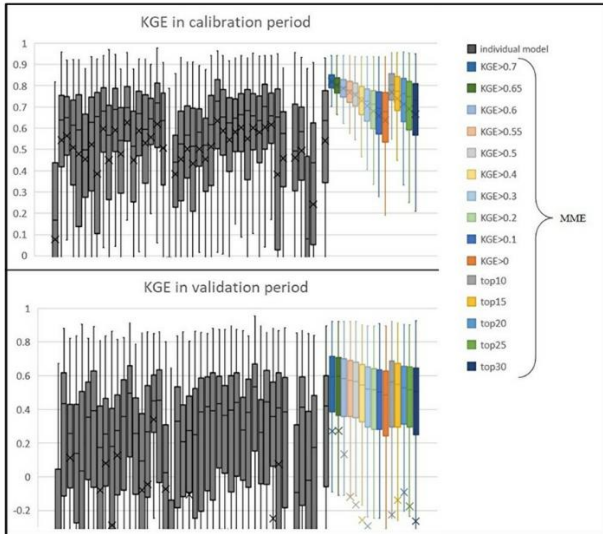 KGE in calibration period
1
0.9
0.8
0.7
0.6
0.5
0.4
0.3
0.2
0.1
0
KGE in validation period
1
0.8
0.6
0.4
0.2
0
-0.2
individual model
KGE>0.7
KGE>0.65
KGE>0.6
KGE>0.55
KGE>0.5
KGE>0.4
KGE>0.3
KGE>0.2
KGE>0.1
KGE>0
top10
top15
top20
top25
top30
MME